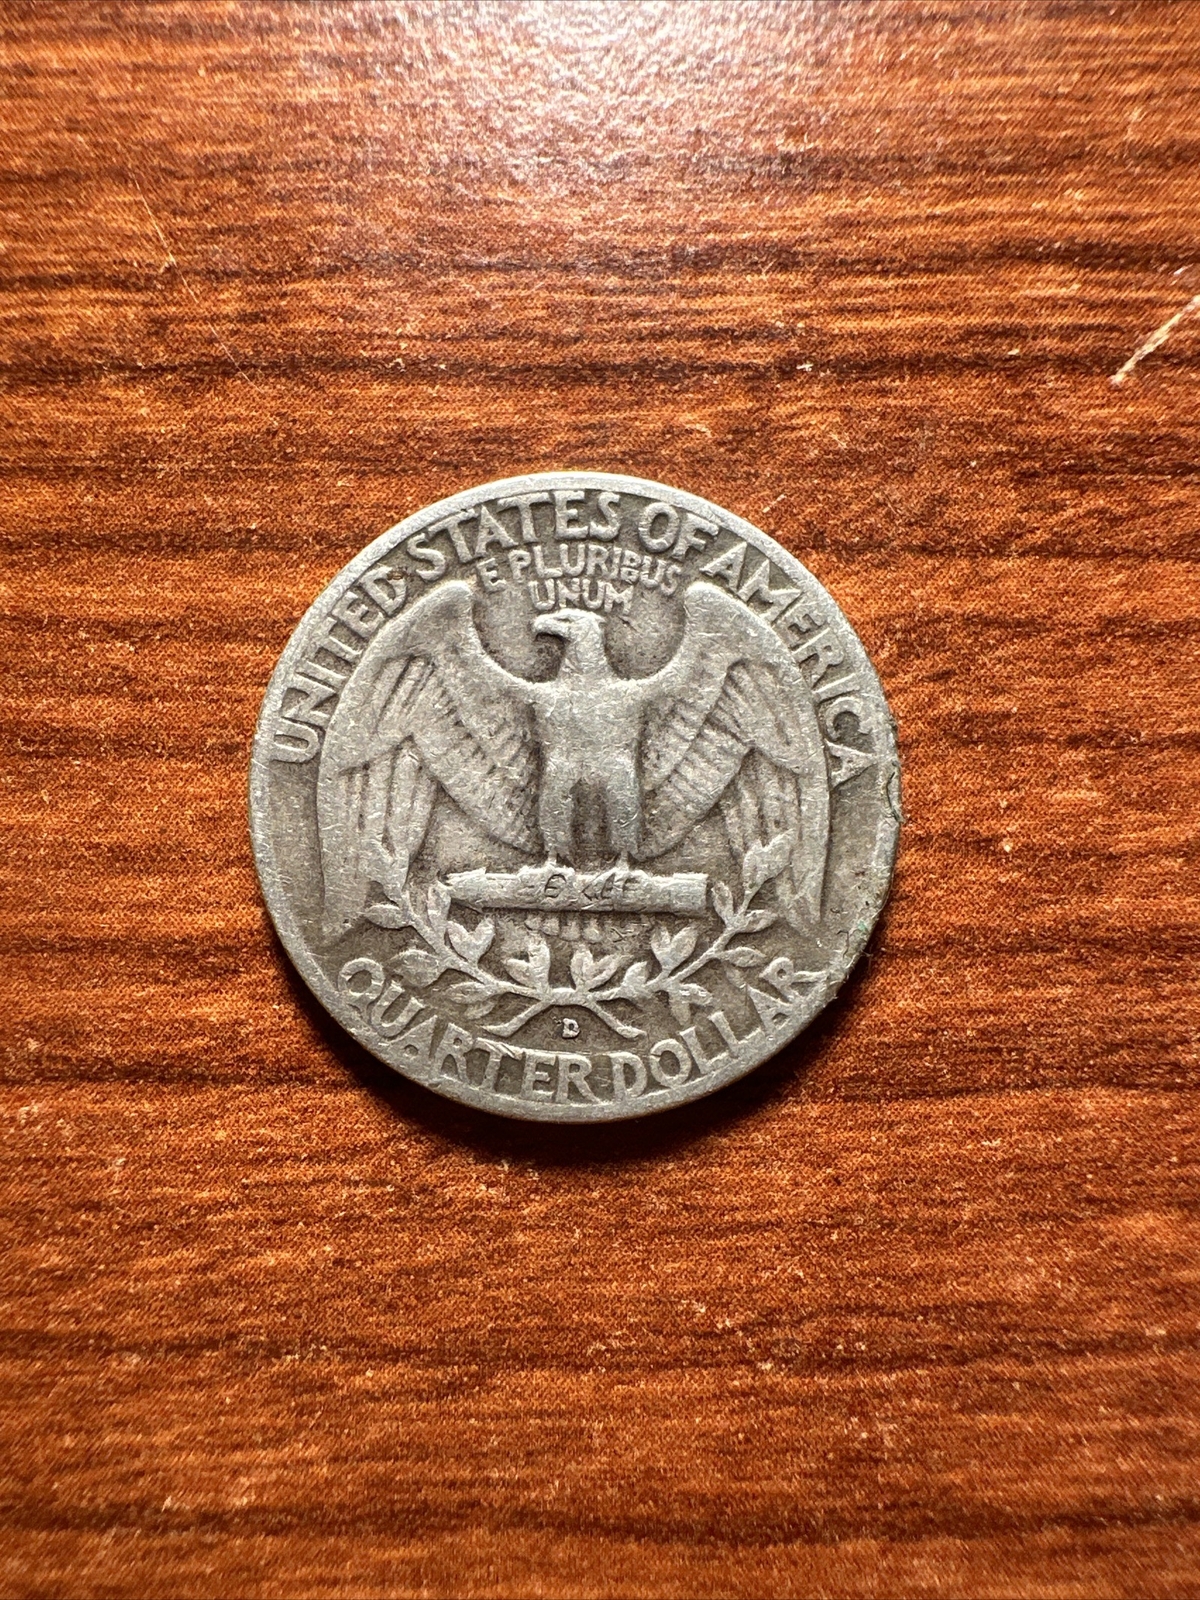 UNITED STATES OF AMERICA
E PLURIBUS
UNUM
D
QUARTER DOLLAR